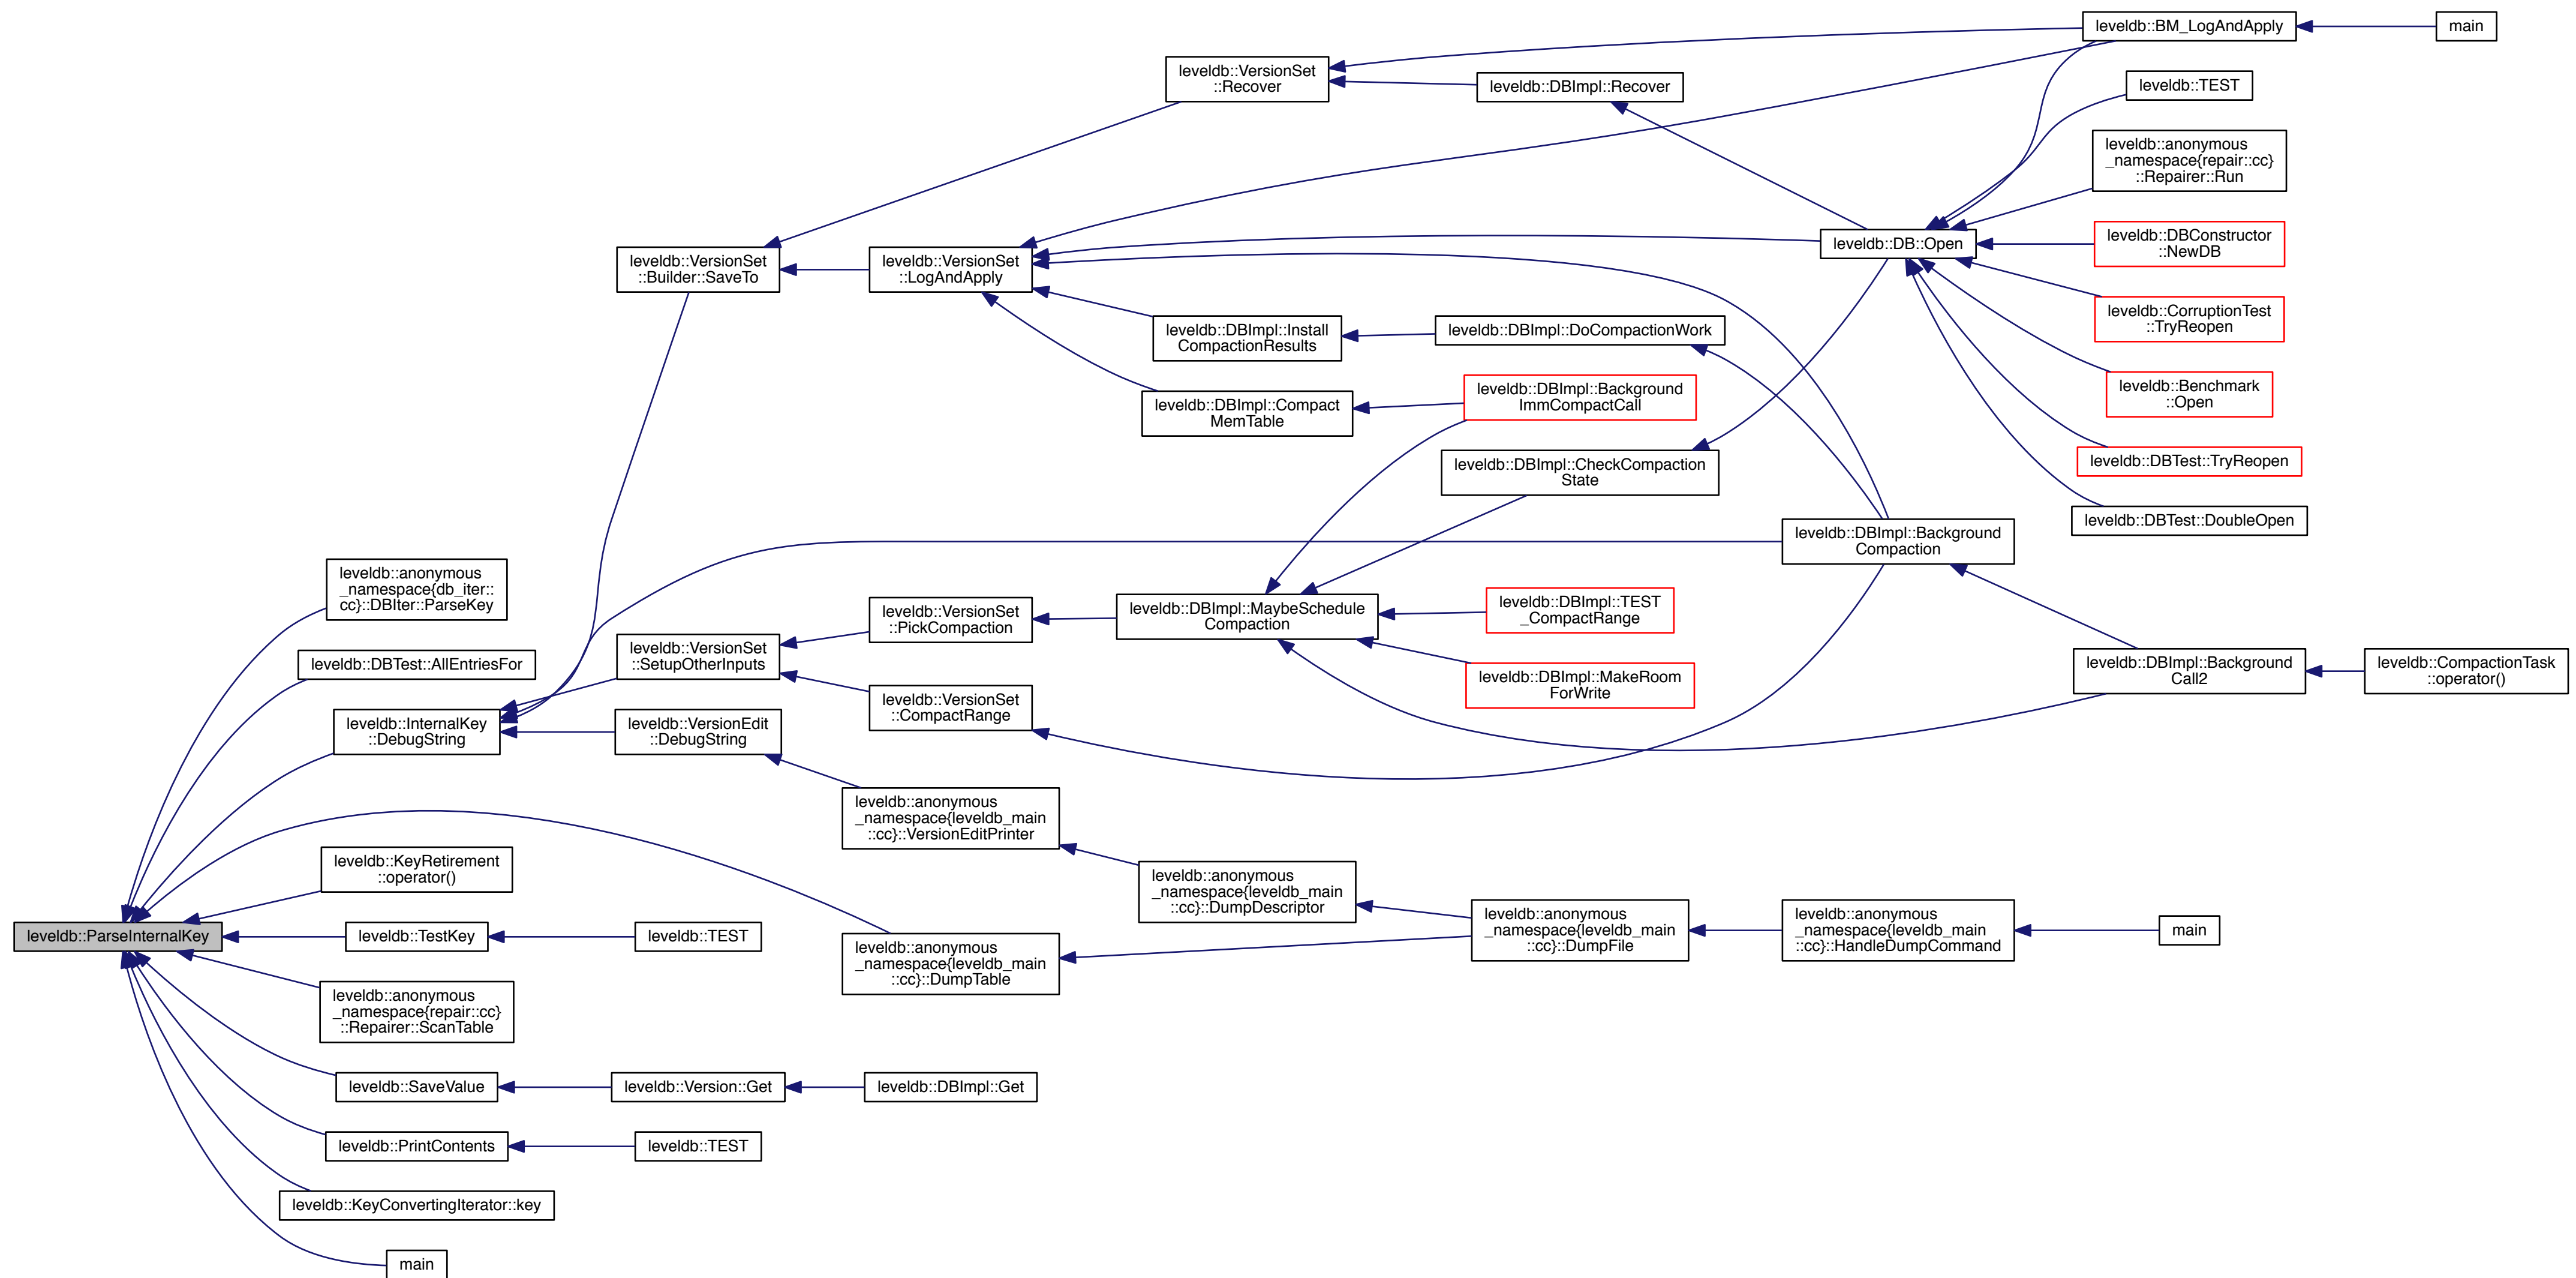 leveldb::BM_LogAndApply
main
leveldb::VersionSet
::Recover
leveldb::DBImpl::Recover
leveldb::TEST
leveldb::anonymous
_namespace{repair::cc}
::Repairer::Run
leveldb::VersionSet
::Builder::SaveTo
leveldb::VersionSet
::LogAndApply
leveldb::DB::Open
leveldb::DBConstructor
::NewDB
leveldb::DBImpl::Install
CompactionResults
leveldb::DBImpl::DoCompactionWork
leveldb::CorruptionTest
::TryReopen
leveldb::DBImpl::Compact
MemTable
leveldb::DBImpl::Background
ImmCompactCall
leveldb::Benchmark
::Open
leveldb::DBImpl::CheckCompaction
State
leveldb::DBTest::TryReopen
leveldb::DBTest::DoubleOpen
leveldb::DBImpl::Background
Compaction
leveldb::anonymous
_namespace{db_iter::
cc}::DBIter::ParseKey
leveldb::VersionSet
::PickCompaction
leveldb::DBImpl::MaybeSchedule
Compaction
leveldb::DBImpl::TEST
_CompactRange
leveldb::DBTest::AllEntriesFor
leveldb::VersionSet
::SetupOtherInputs
leveldb::DBImpl::MakeRoom
ForWrite
leveldb::DBImpl::Background
Call2
leveldb::CompactionTask
::operator()
leveldb::InternalKey
::DebugString
leveldb::VersionEdit
::DebugString
leveldb::VersionSet
::CompactRange
leveldb::anonymous
_namespace{leveldb_main
::cc}::VersionEditPrinter
leveldb::KeyRetirement
::operator()
leveldb::anonymous
_namespace{leveldb_main
::cc}::DumpDescriptor
leveldb::ParseInternalKey
leveldb::TestKey
leveldb::TEST
leveldb::anonymous
_namespace{leveldb_main
::cc}::DumpTable
leveldb::anonymous
_namespace{leveldb_main
::cc}::DumpFile
leveldb::anonymous
_namespace{leveldb_main
::cc}::HandleDumpCommand
main
leveldb::anonymous
_namespace{repair::cc}
::Repairer::ScanTable
leveldb::SaveValue
leveldb::Version::Get
leveldb::DBImpl::Get
leveldb::PrintContents
leveldb::TEST
leveldb::KeyConvertingIterator::key
main